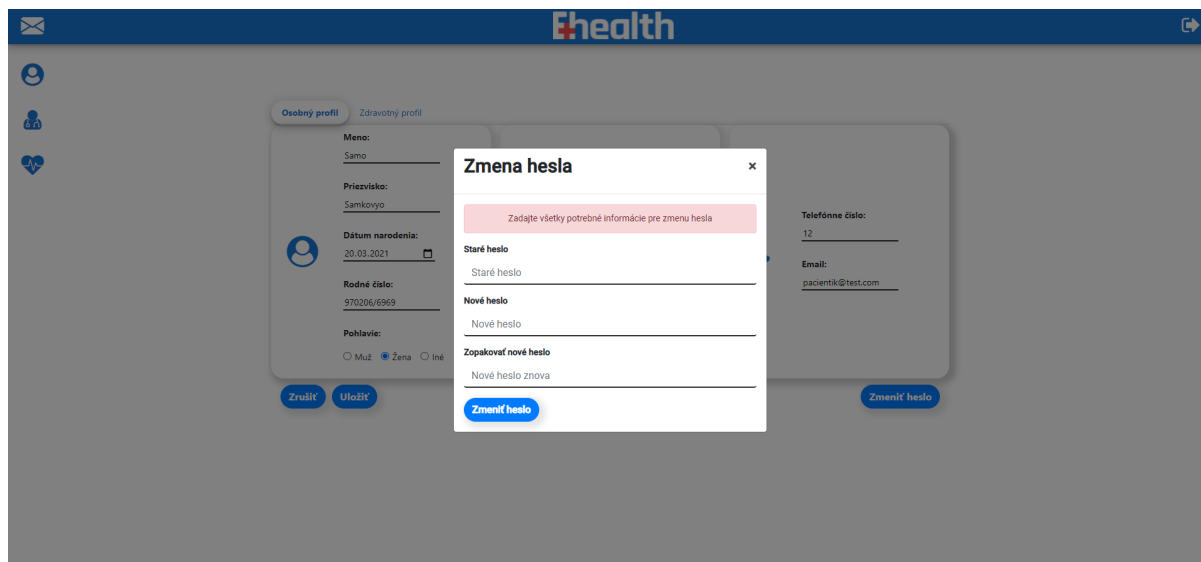 Ehealth
Osobný profil Zdravotný profil
Meno:
Samo
Priezvisko:
Samkovyo
Dátum narodenia:
20.03.2021
Rodné číslo:
970206/6969
Pohlavie:
Muž Žena Iné
Zmena hesla ×
Zadajte všetky potrebné informácie pre zmenu hesla
Staré heslo
Staré heslo
Nové heslo
Nové heslo
Zopakovať nové heslo
Nové heslo znova
Zmeniť heslo
Telefónne číslo:
12
Email:
pacientik@test.com
Zrušiť Uložiť Zmeniť heslo